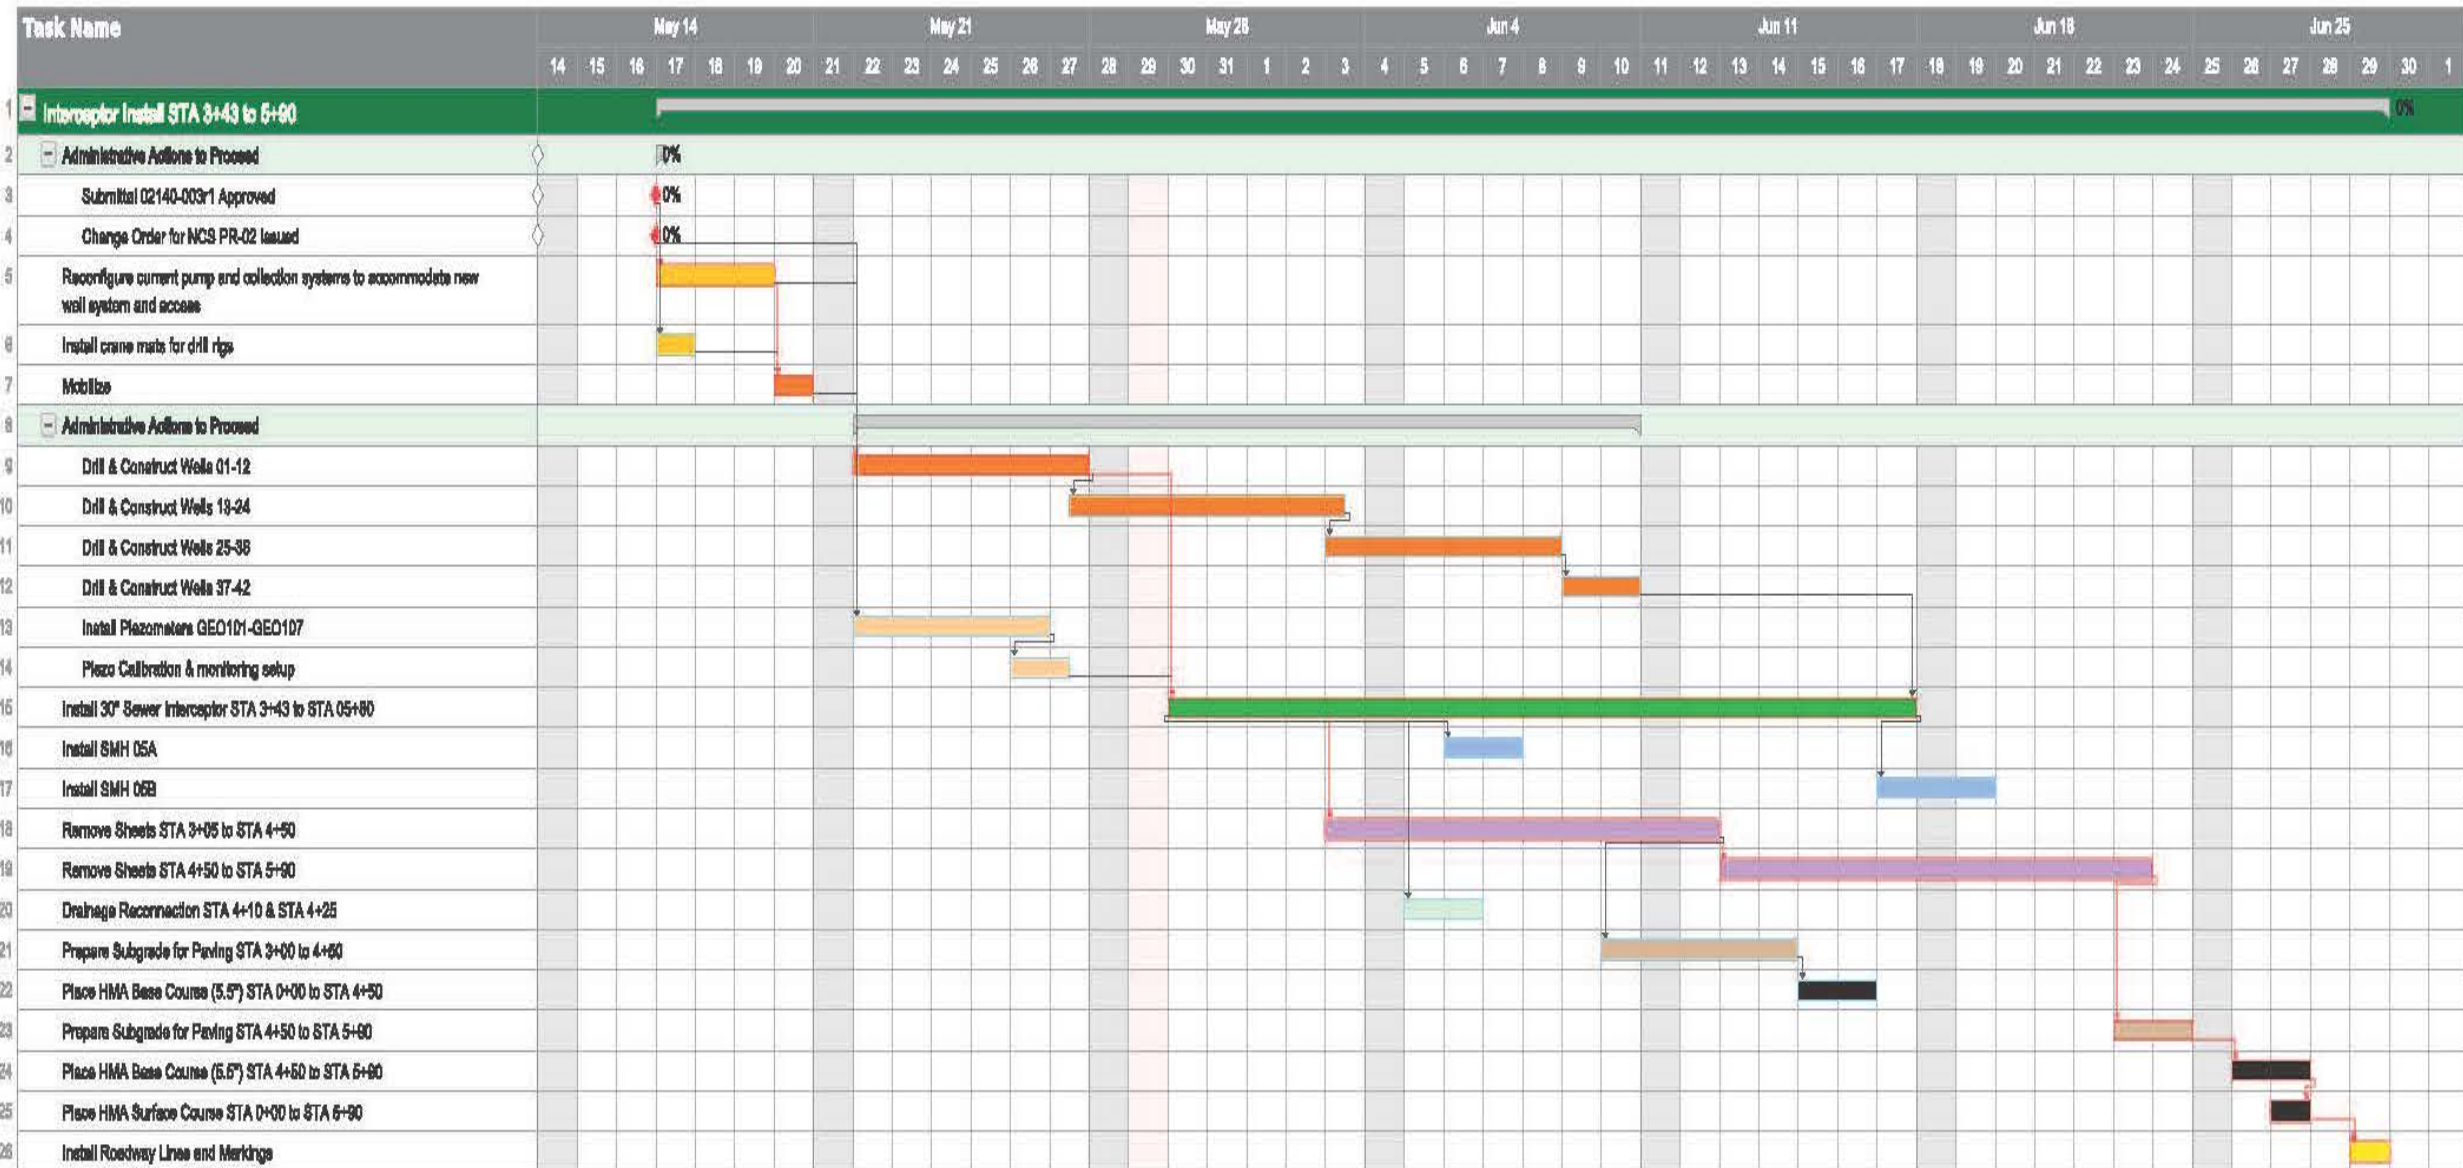 Task Name
May 14 May 21 May 28 Jun 4 Jun 11 Jun 18 Jun 25
14 15 16 17 18 19 20 21 22 23 24 25 26 27 28 29 30 31 1 2 3 4 5 6 7 8 9 10 11 12 13 14 15 16 17 18 19 20 21 22 23 24 25 26 27 28 29 30 1
1 Interceptor Install STA 3+43 to 5+90 0%
2 Administrative Actions to Proceed 0%
3 Submittal 02140-003r1 Approved 0%
4 Change Order for NCS PR-02 Issued 0%
5 Reconfigure current pump and collection systems to accommodate new
well system and access
6 Install crane mats for drill rigs
7 Mobilize
8 Administrative Actions to Proceed
9 Drill & Construct Wells 01-12
10 Drill & Construct Wells 13-24
11 Drill & Construct Wells 25-36
12 Drill & Construct Wells 37-42
13 Install Piezometers GEO101-GEO107
14 Piezo Calibration & monitoring setup
15 Install 30" Sewer Interceptor STA 3+43 to STA
16 Install SMH 05A
17 Install SMH 05B
18 Remove Sheets STA 3+05 to STA 4+50
19 Remove Sheets STA 4+50 to STA 5+90
20 Drainage Reconnection STA 4+10 & STA 4+25
21 Prepare Subgrade for Paving STA 3+00 to 4+50
22 Place HMA Base Course (5.5") STA 0+00 to STA 4+50
23 Prepare Subgrade for Paving STA 4+50 to STA 5+90
24 Place HMA Base Course (5.5") STA 4+50 to STA 5+90
25 Place HMA Surface Course STA 0+00 to STA 5+90
26 Install Roadway Lines and Markings